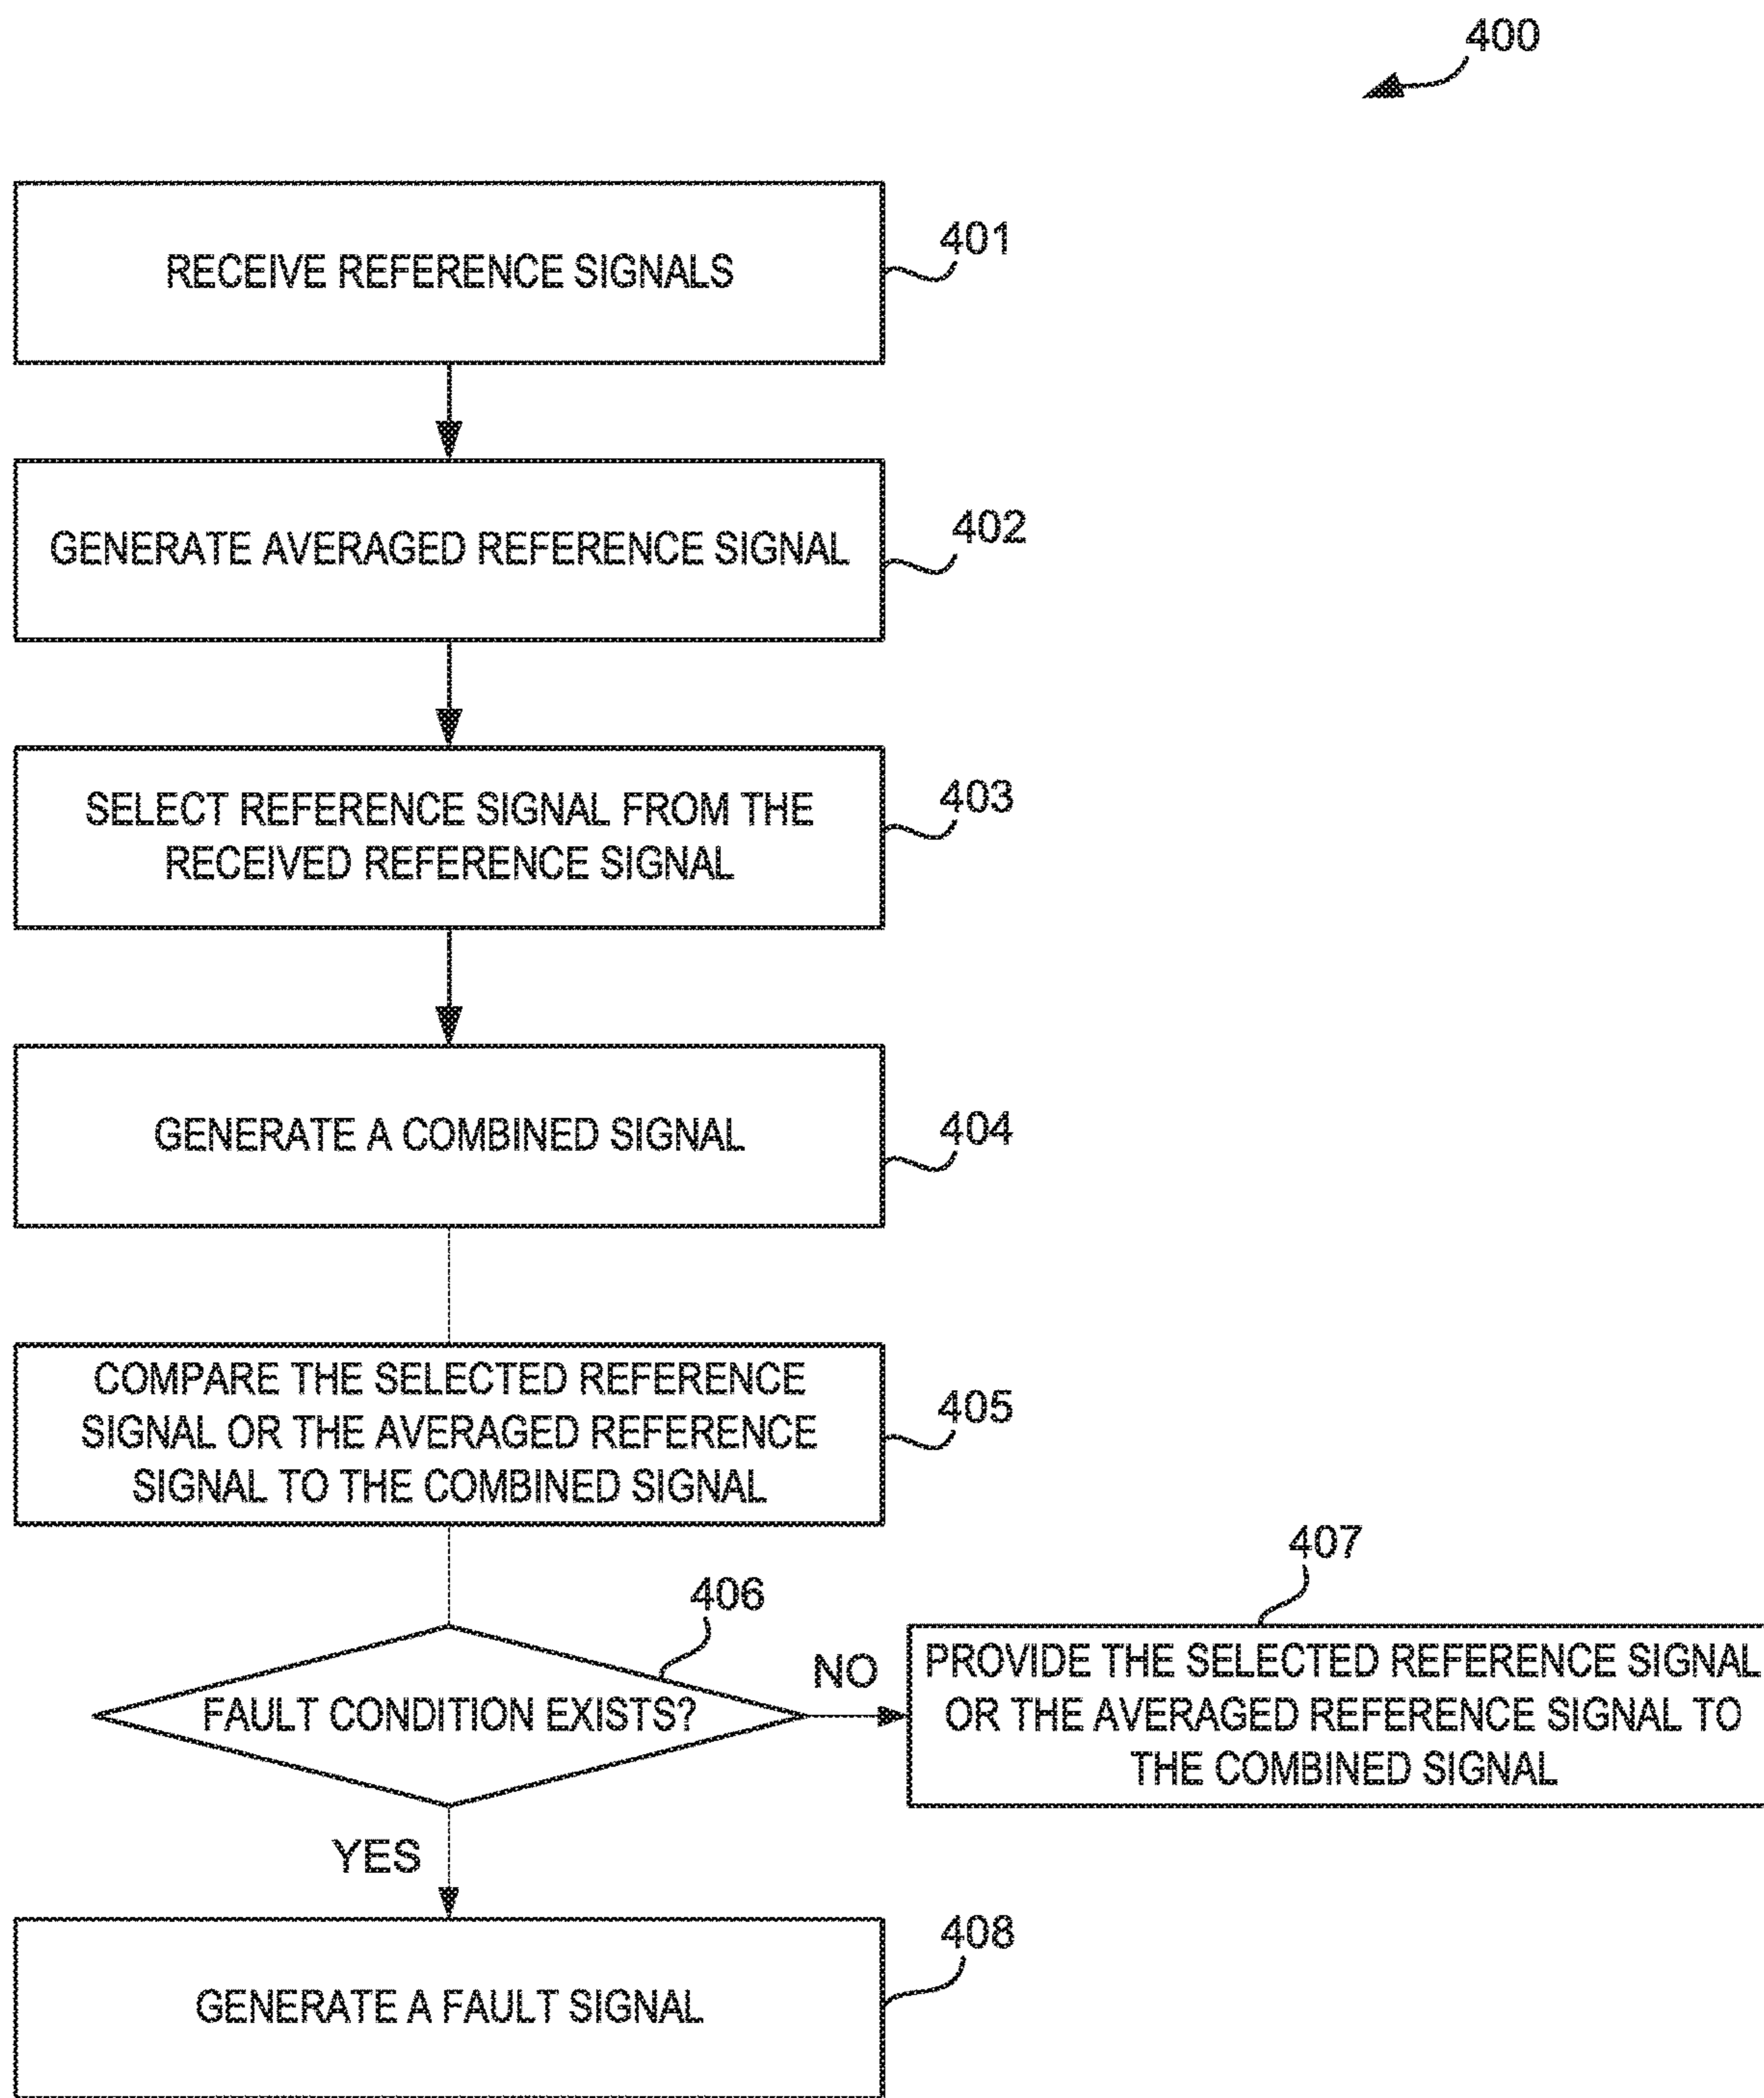 400
RECEIVE REFERENCE SIGNALS
401
GENERATE AVERAGED REFERENCE SIGNAL
402
SELECT REFERENCE SIGNAL FROM THE
RECEIVED REFERENCE SIGNAL
403
GENERATE A COMBINED SIGNAL
404
COMPARE THE SELECTED REFERENCE
SIGNAL OR THE AVERAGED REFERENCE
SIGNAL TO THE COMBINED SIGNAL
405
406
FAULT CONDITION EXISTS?
NO
407
PROVIDE THE SELECTED REFERENCE SIGNAL
OR THE AVERAGED REFERENCE SIGNAL TO
THE COMBINED SIGNAL
YES
408
GENERATE A FAULT SIGNAL